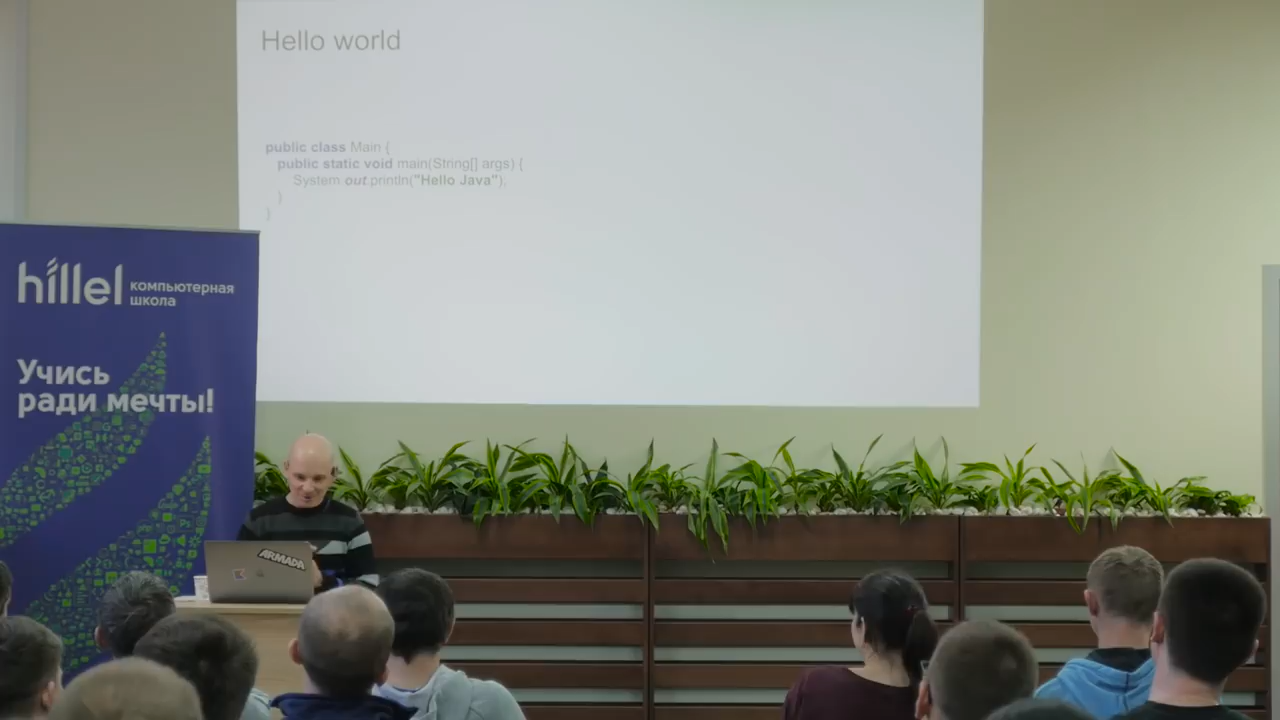 Hello world
public class Main {
public static void main(String[] args) {
System.out.println("Hello Java");
}
}
hillel компьютерная
школа
Учись
ради мечты!
ARMADA